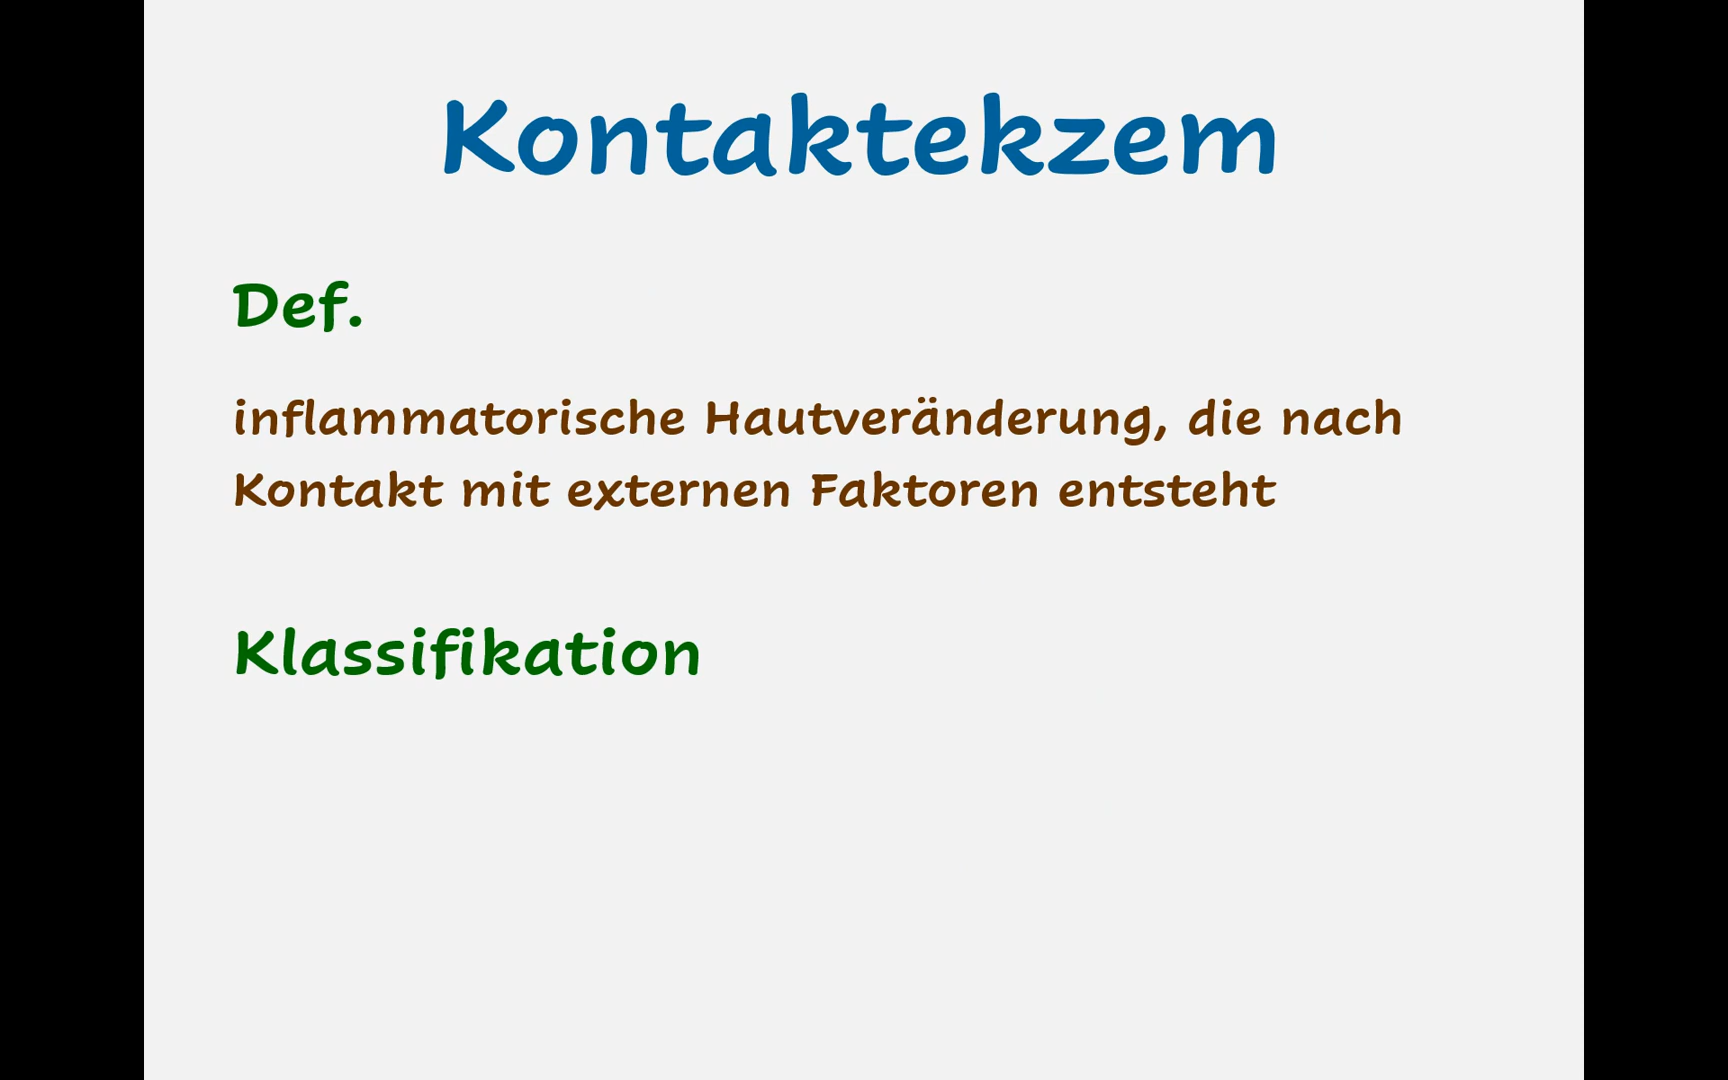 Kontaktekzem
Def.
inflammatorische Hautveränderung, die nach
Kontakt mit externen Faktoren entsteht
Klassifikation